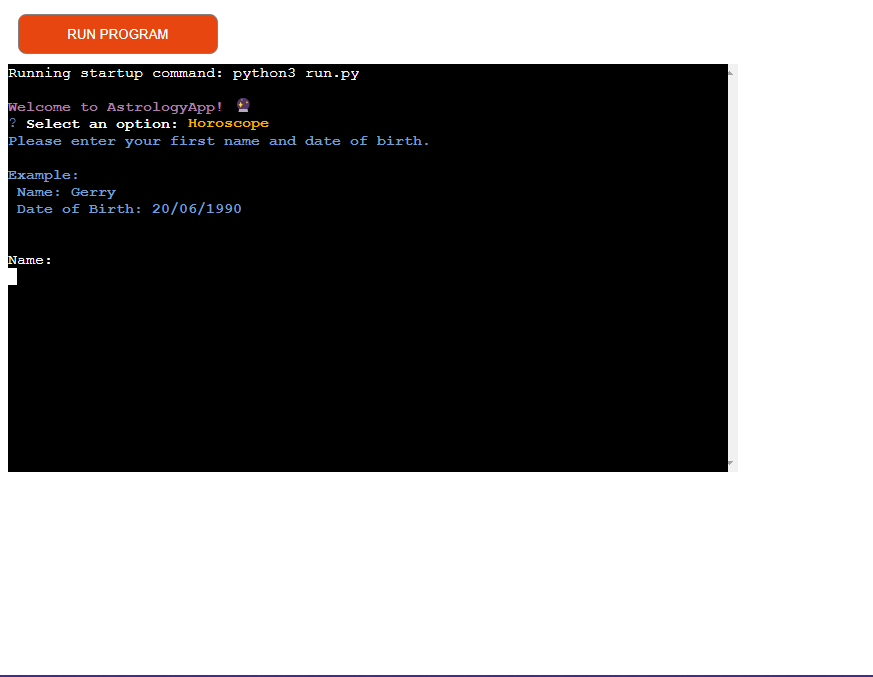 RUN PROGRAM
Running startup command: python3 run.py
Welcome to AstrologyApp! 🔮
? Select an option: Horoscope
Please enter your first name and date of birth.
Example:
Name: Gerry
Date of Birth: 20/06/1990
Name: